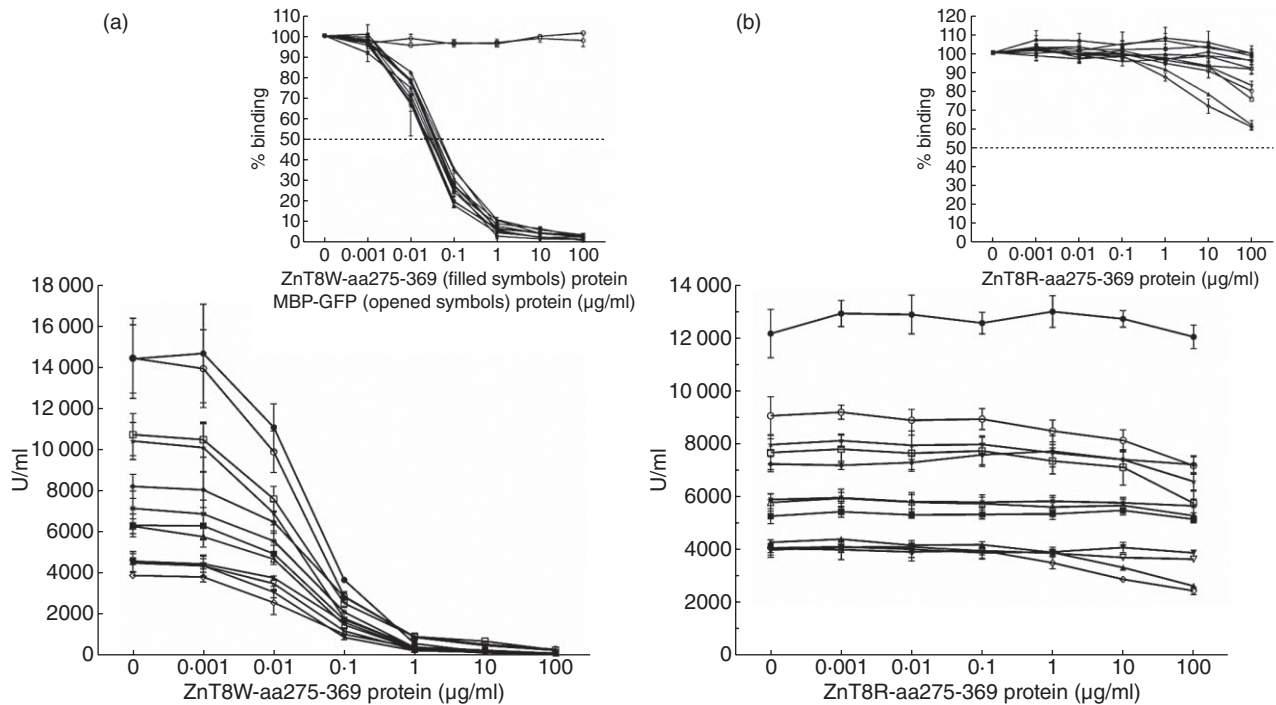 (a)
110
100
90
80
70
60
50
40
30
20
10
0
% binding
0 0·001 0·01 0·1 1 10 100
ZnT8W-aa275-369 (filled symbols) protein
MBP-GFP (opened symbols) protein (µg/ml)
18 000
16 000
14 000
12 000
10 000
8000
6000
4000
2000
0
U/ml
0 0·001 0·01 0·1 1 10 100
ZnT8W-aa275-369 protein (µg/ml)
(b)
120
110
100
90
80
70
60
50
40
30
20
10
0
% binding
0 0·001 0·01 0·1 1 10 100
ZnT8R-aa275-369 protein (µg/ml)
14 000
12 000
10 000
8000
6000
4000
2000
0
U/ml
0 0·001 0·01 0·1 1 10 100
ZnT8R-aa275-369 protein (µg/ml)